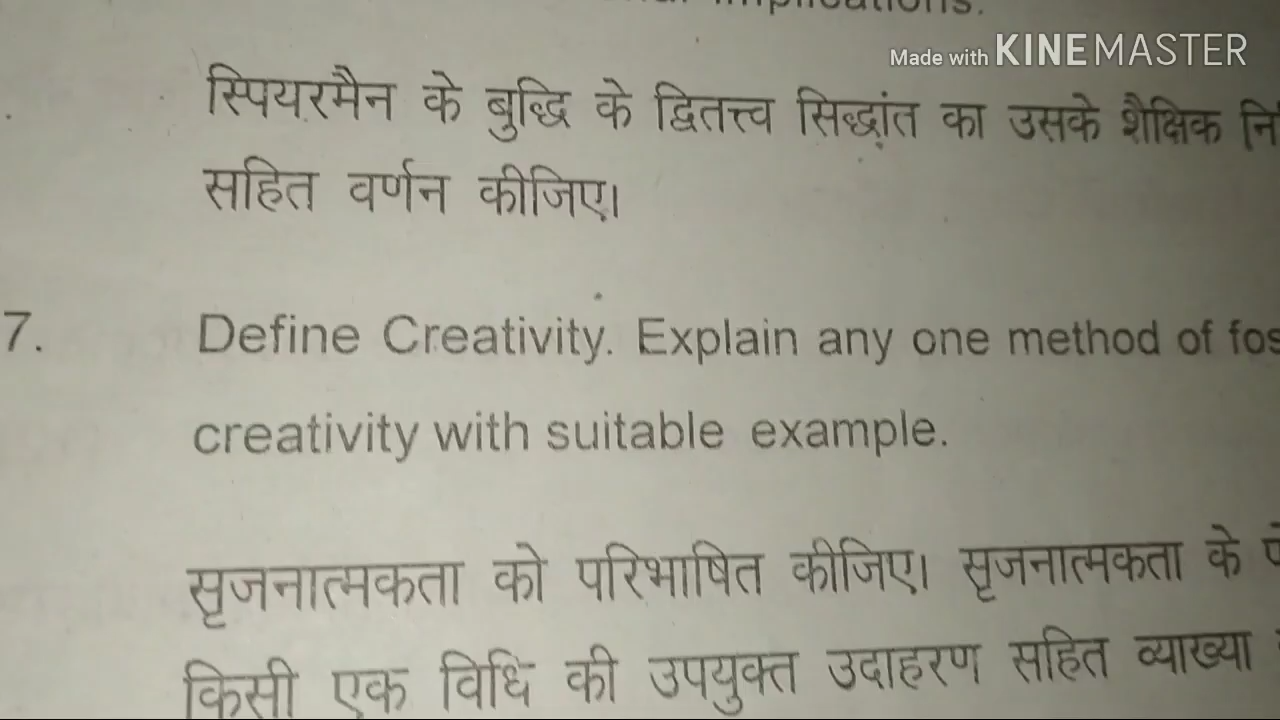 Made with KINEMASTER
स्पियरमैन के बुद्धि के द्वितत्त्व सिद्धांत का उसके शैक्षिक
सहित वर्णन कीजिए।
7. Define Creativity. Explain any one method of
creativity with suitable example.
सृजनात्मकता को परिभाषित कीजिए। सृजनात्मकता के
किसी एक विधि की उपयुक्त उदाहरण सहित व्याख्या